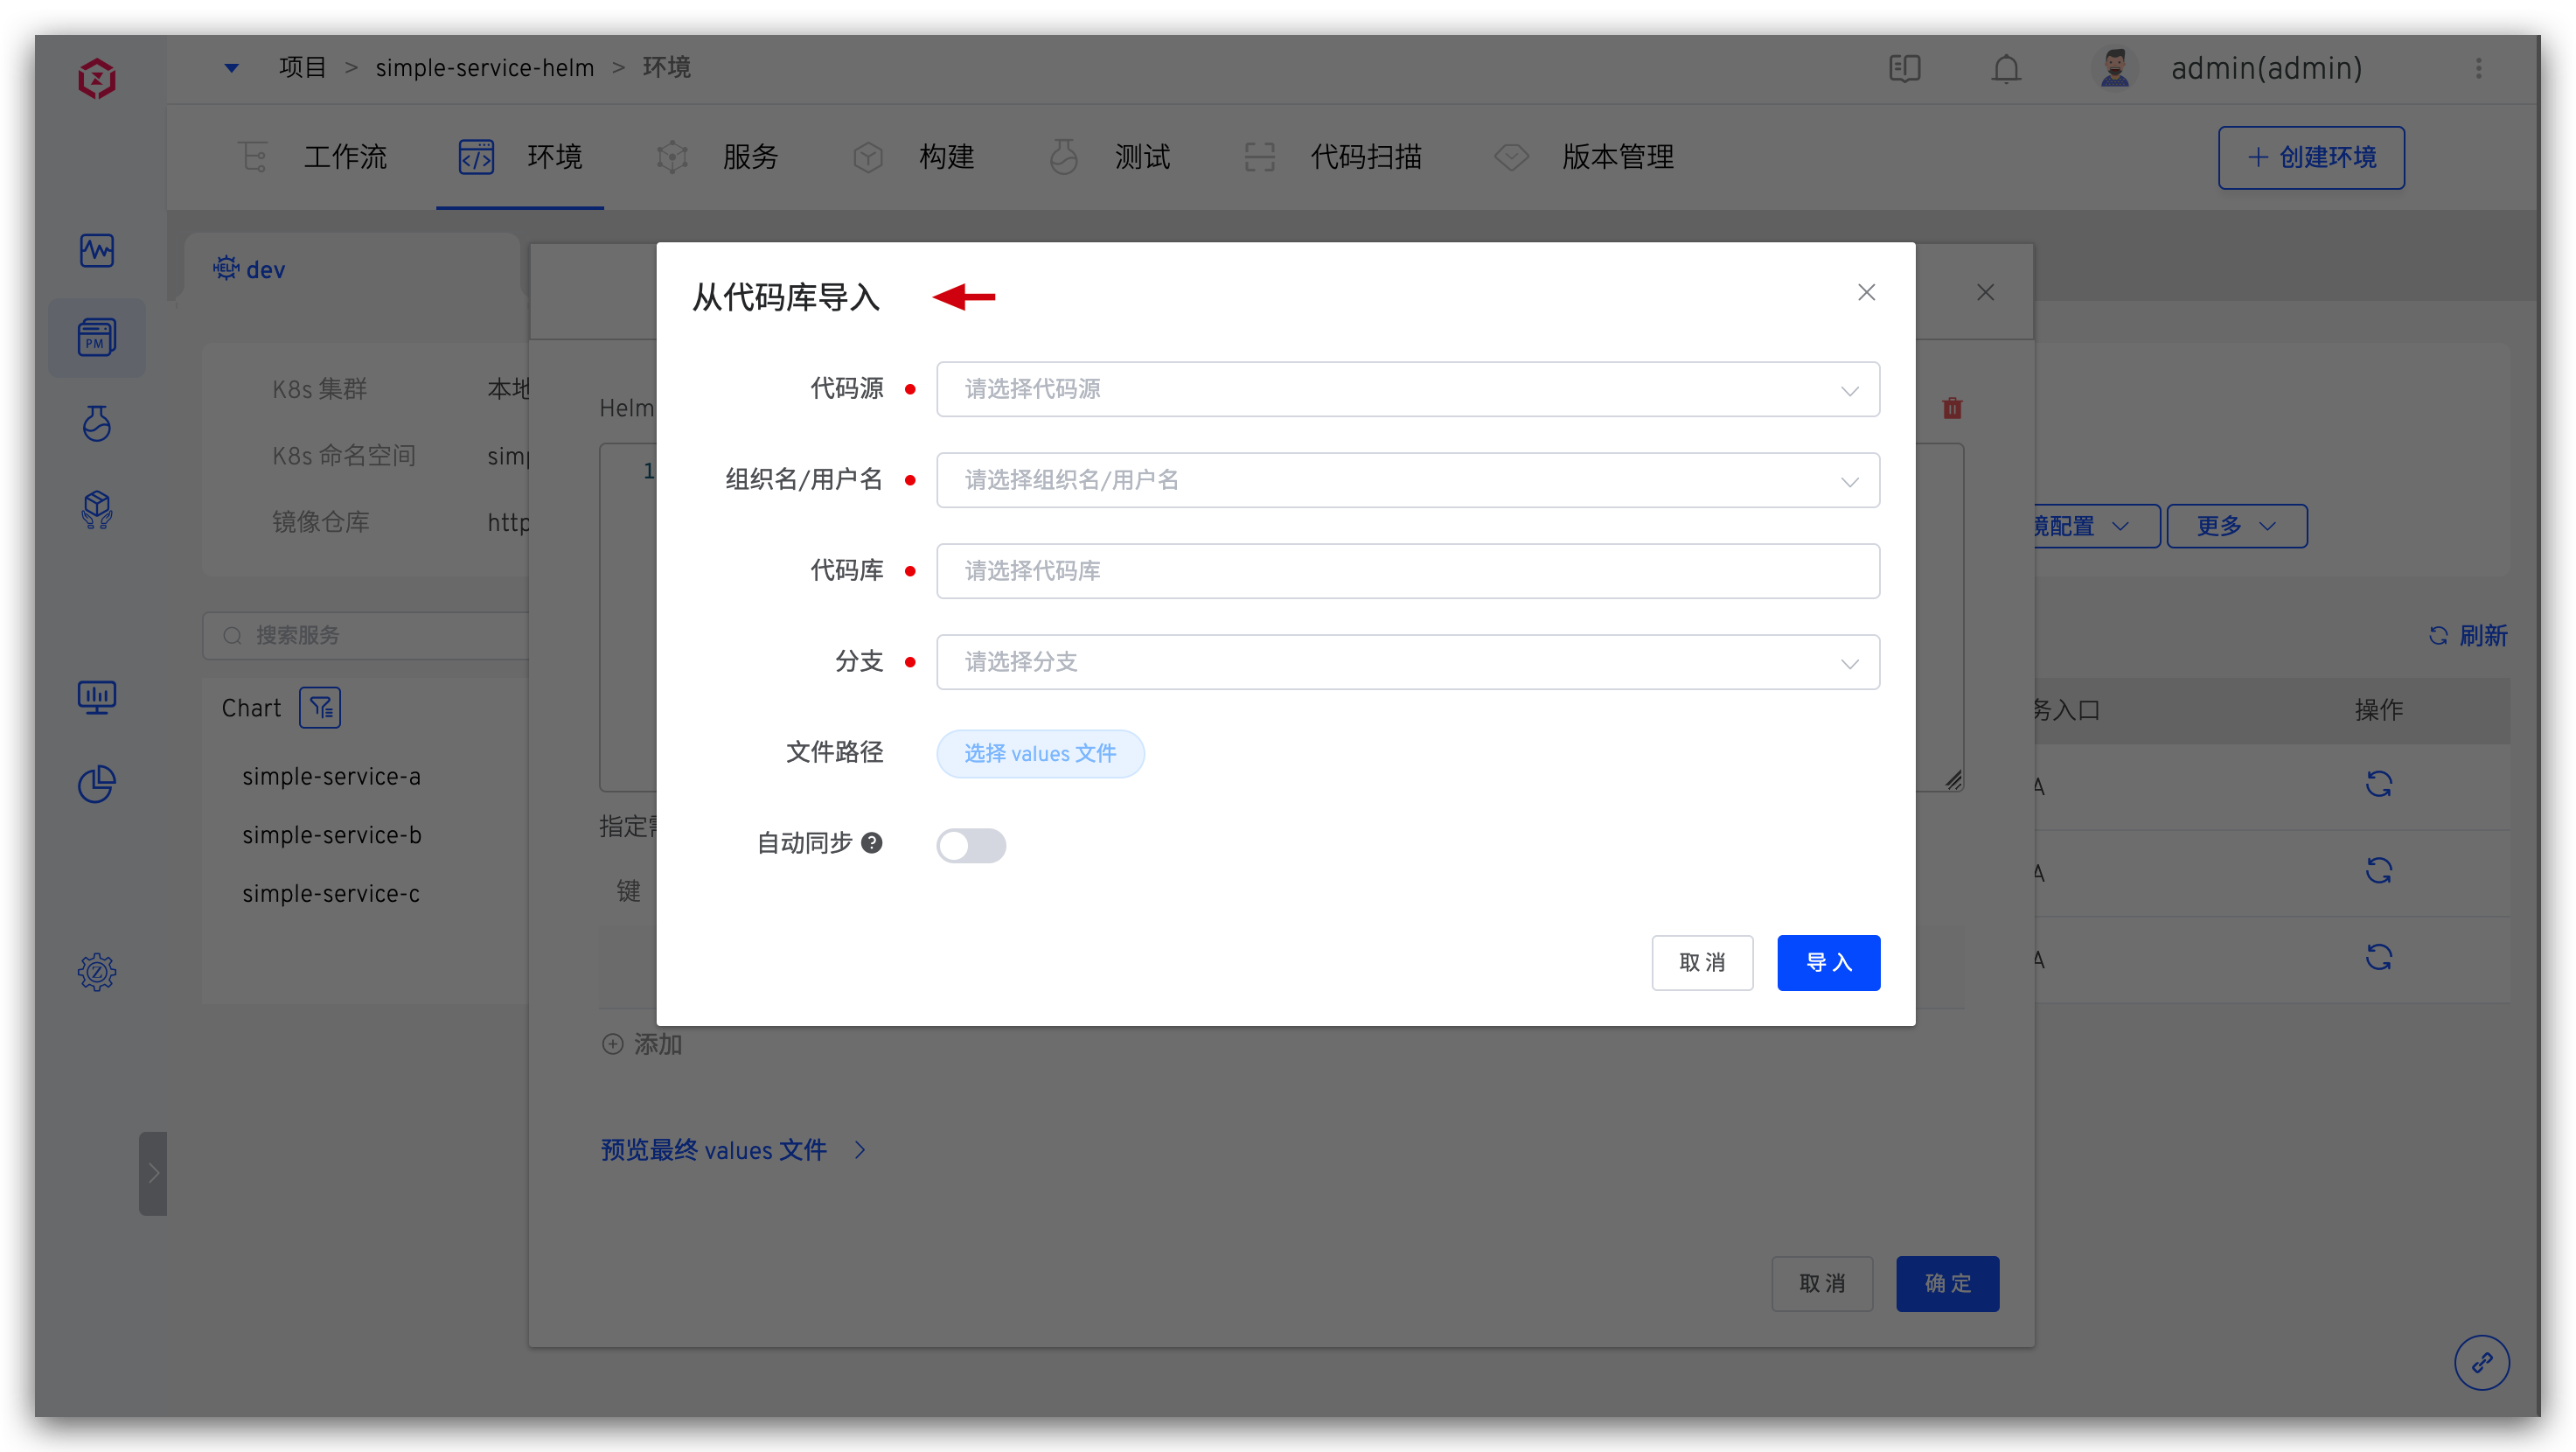 项目 > simple-service-helm > 环境
admin(admin)
工作流
环境
服务
构建
测试
代码扫描
版本管理
+ 创建环境
HELM dev
PM
K8s 集群 本地
K8s 命名空间 simp
镜像仓库 http
搜索服务
Chart
simple-service-a
simple-service-b
simple-service-c
Helm
1
指定
键
添加
预览最终 values 文件 >
取消
确定
境配置
更多
刷新
务入口
操作
A
A
A
从代码库导入
代码源
请选择代码源
组织名/用户名
请选择组织名/用户名
代码库
请选择代码库
分支
请选择分支
文件路径
选择 values 文件
自动同步 ?
取消
导入